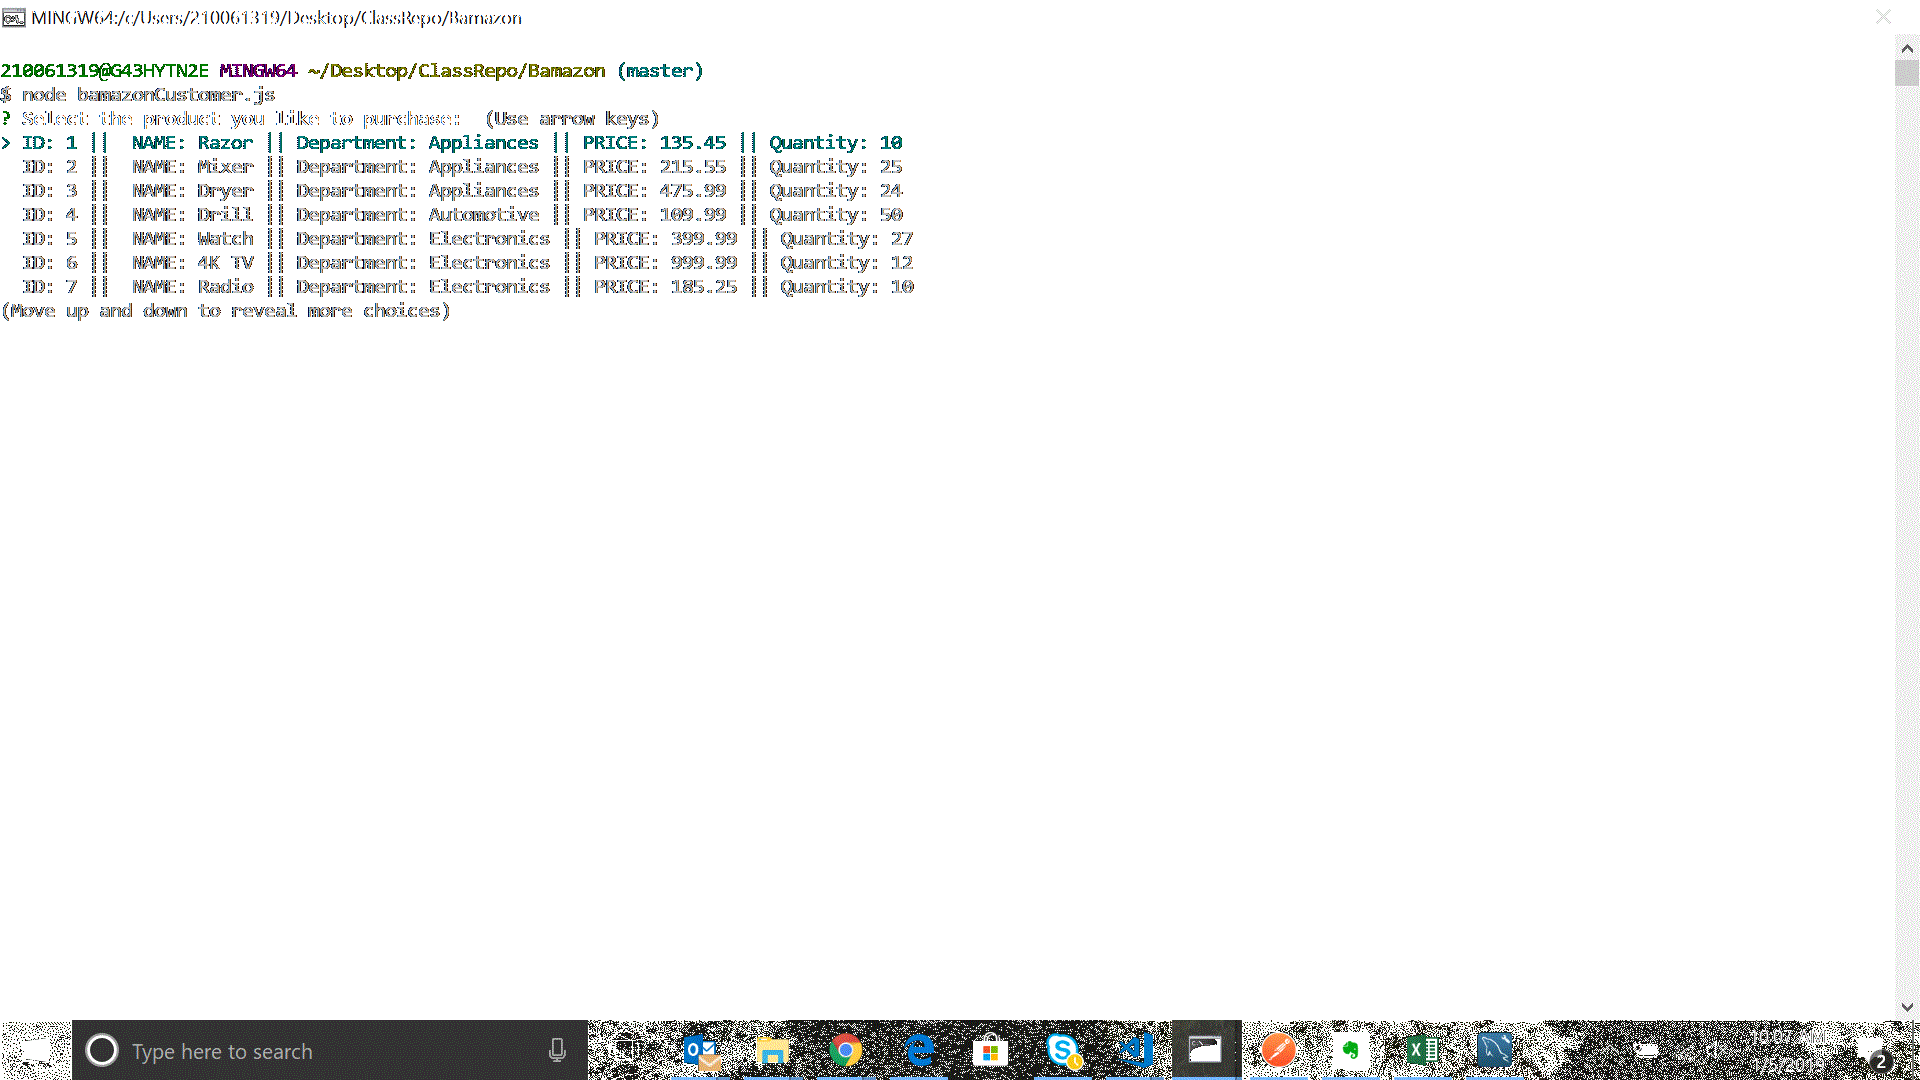 MINGW64:/c/Users/210061319/Desktop/ClassRepo/Bamazon
210061319@G43HYTN2E MINGW64 ~/Desktop/ClassRepo/Bamazon (master)
$ node bamazonCustomer.js
? Select the product you like to purchase:  (Use arrow keys)
> ID: 1 ||  NAME: Razor || Department: Appliances || PRICE: 135.45 || Quantity: 10
ID: 2 ||  NAME: Mixer || Department: Appliances || PRICE: 215.55 || Quantity: 25
ID: 3 ||  NAME: Dryer || Department: Appliances || PRICE: 475.99 || Quantity: 24
ID: 4 ||  NAME: Drill || Department: Automotive || PRICE: 109.99 || Quantity: 50
ID: 5 ||  NAME: Watch || Department: Electronics || PRICE: 399.99 || Quantity: 27
ID: 6 ||  NAME: 4K TV || Department: Electronics || PRICE: 999.99 || Quantity: 12
ID: 7 ||  NAME: Radio || Department: Electronics || PRICE: 185.25 || Quantity: 10
(Move up and down to reveal more choices)
Type here to search
2